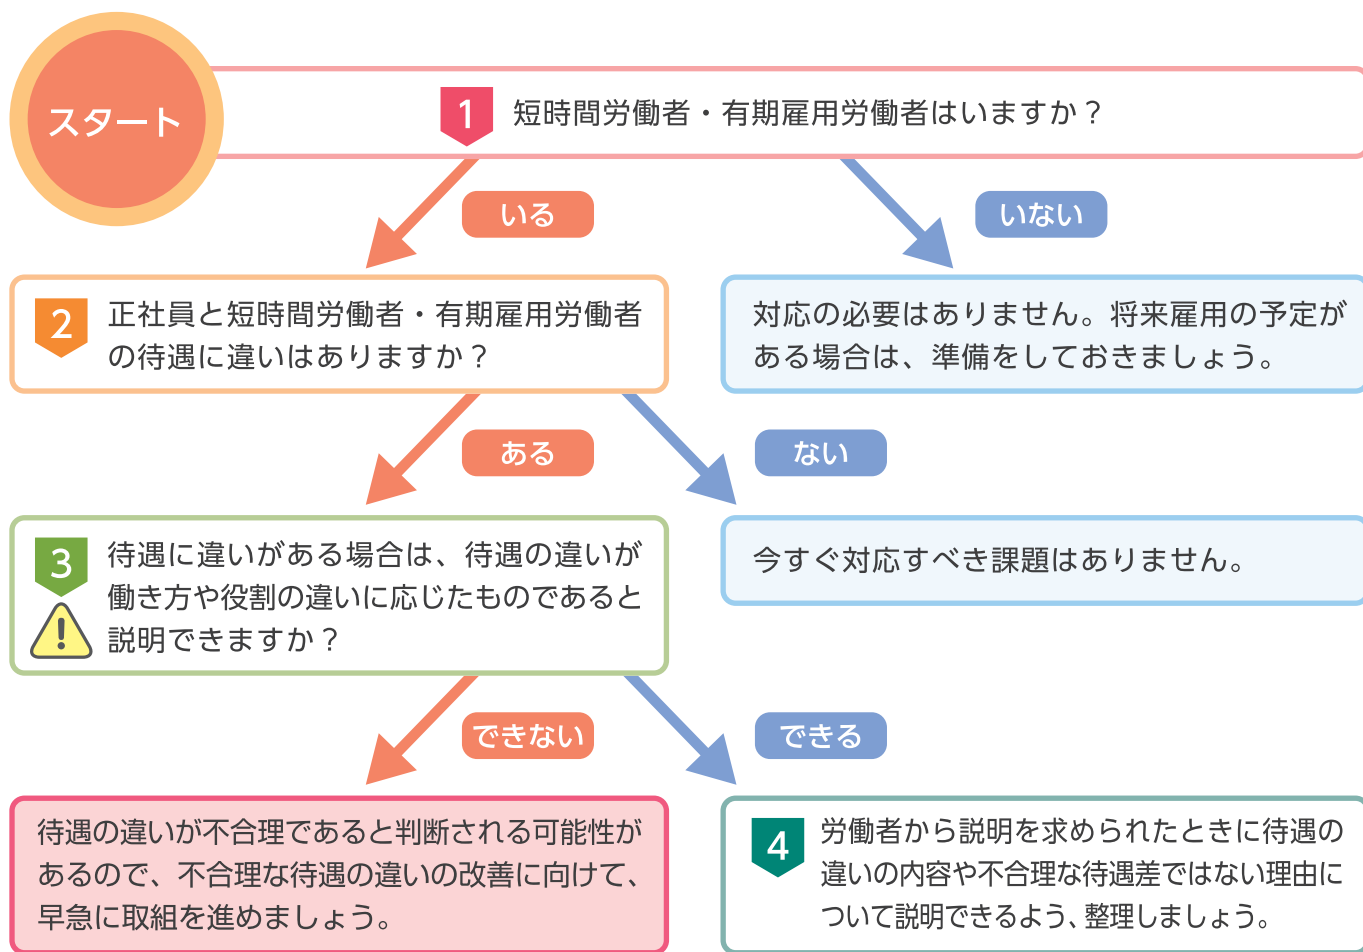 スタート
1 短時間労働者・有期雇用労働者はいますか？
いる
いない
2 正社員と短時間労働者・有期雇用労働者
の待遇に違いはありますか？
対応の必要はありません。将来雇用の予定が
ある場合は、準備をしておきましょう。
ある
ない
3 待遇に違いがある場合は、待遇の違いが
働き方や役割の違いに応じたものであると
説明できますか？
今すぐ対応すべき課題はありません。
できない
できる
待遇の違いが不合理であると判断される可能性が
あるので、不合理な待遇の違いの改善に向けて、
早急に取組を進めましょう。
4 労働者から説明を求められたときに待遇の
違いの内容や不合理な待遇差ではない理由に
ついて説明できるよう、整理しましょう。